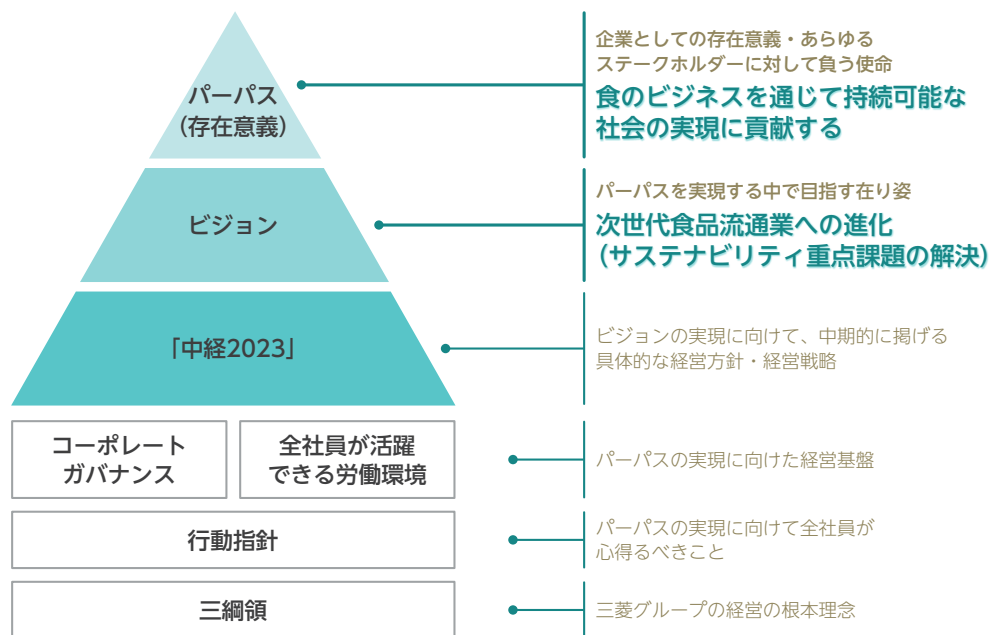 パーパス
（存在意義）
企業としての存在意義・あらゆる
ステークホルダーに対して負う使命
食のビジネスを通じて持続可能な
社会の実現に貢献する
ビジョン
パーパスを実現する中で目指す在り姿
次世代食品流通業への進化
（サステナビリティ重点課題の解決）
「中経2023」
ビジョンの実現に向けて、中期的に掲げる
具体的な経営方針・経営戦略
コーポレート
ガバナンス
全社員が活躍
できる労働環境
パーパスの実現に向けた経営基盤
行動指針
パーパスの実現に向けて全社員が
心得るべきこと
三綱領
三菱グループの経営の根本理念